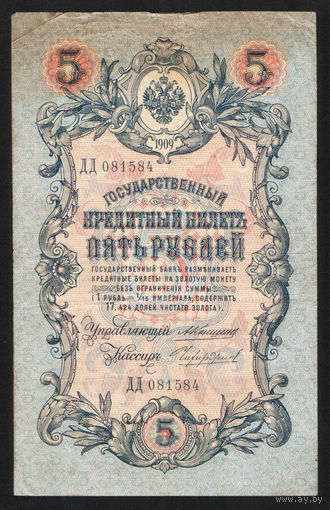 5 5
1909
ДД 081584
ГОСУДАРСТВЕННЫЙ
КРЕДИТНЫЙ БИЛЕТЪ
ПЯТЬ РУБЛЕЙ
ГОСУДАРСТВЕННЫЙ БАНКЪ РАЗМѢНИВАЕТЪ
КРЕДИТНЫЕ БИЛЕТЫ НА ЗОЛОТУЮ МОНЕТУ
БЕЗЪ ОГРАНИЧЕНІЯ СУММЫ
(1 РУБЛЬ = 1/15 ИМПЕРІАЛА, СОДЕРЖИТЪ
17,424 ДОЛЕЙ ЧИСТАГО ЗОЛОТА).
Управляющій
Кассиръ
ДД 081584
5
ay.by